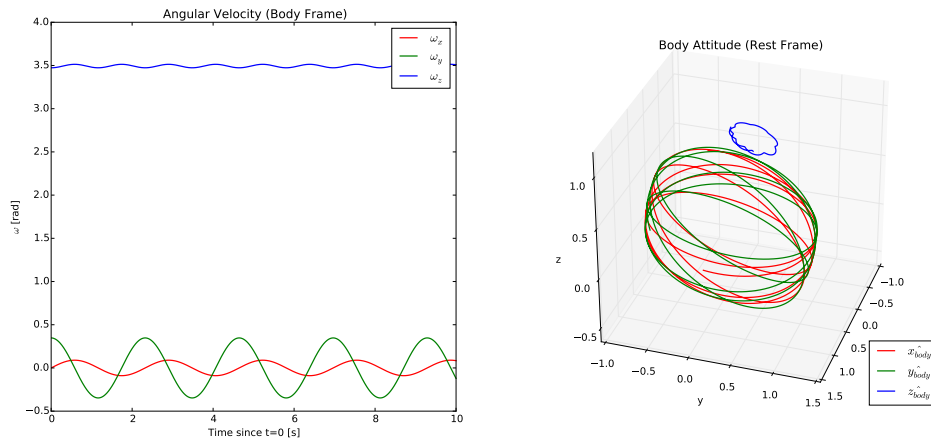 Angular Velocity (Body Frame)
4.0
3.5
3.0
2.5
2.0
1.5
1.0
0.5
0.0
−0.5
ω [rad]
0 2 4 6 8 10
Time since t=0 [s]
ω_x
ω_y
ω_z
Body Attitude (Rest Frame)
1.0
0.5
0.0
−0.5
z
−1.0 −0.5 0.0 0.5 1.0 1.5
y
−1.0
−0.5
0.0
0.5
1.0
1.5
x̂_body
ŷ_body
ẑ_body